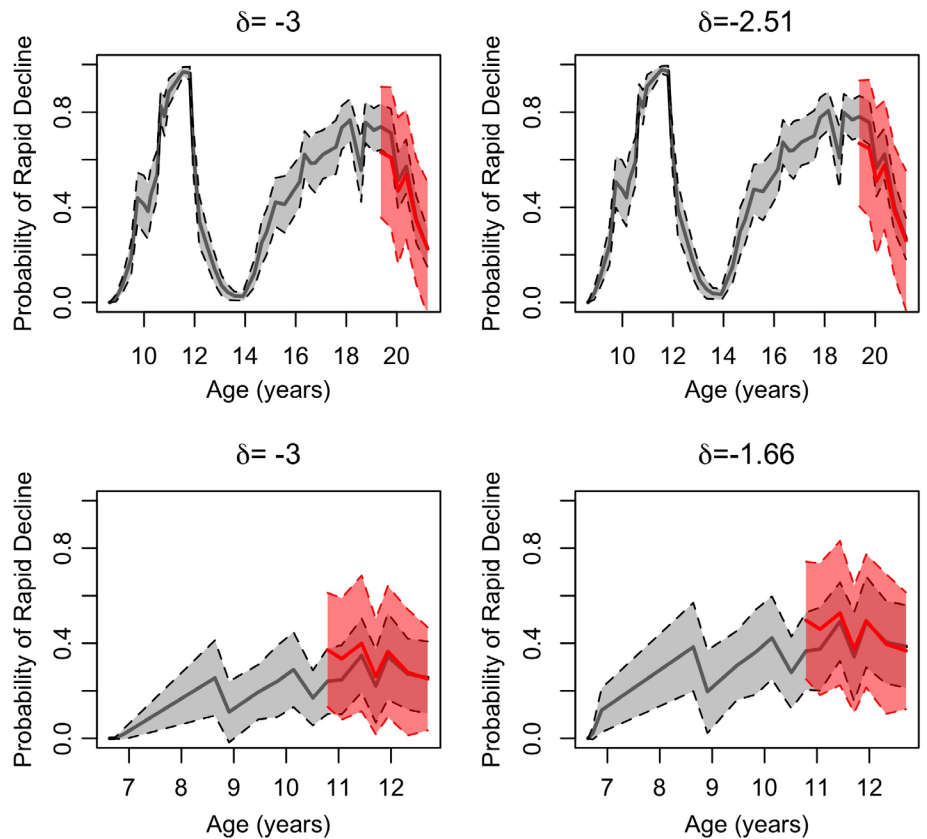 δ= -3
Probability of Rapid Decline
0.0 0.4 0.8
10 12 14 16 18 20
Age (years)
δ=-2.51
Probability of Rapid Decline
0.0 0.4 0.8
10 12 14 16 18 20
Age (years)
δ= -3
Probability of Rapid Decline
0.0 0.4 0.8
7 8 9 10 11 12
Age (years)
δ=-1.66
Probability of Rapid Decline
0.0 0.4 0.8
7 8 9 10 11 12
Age (years)